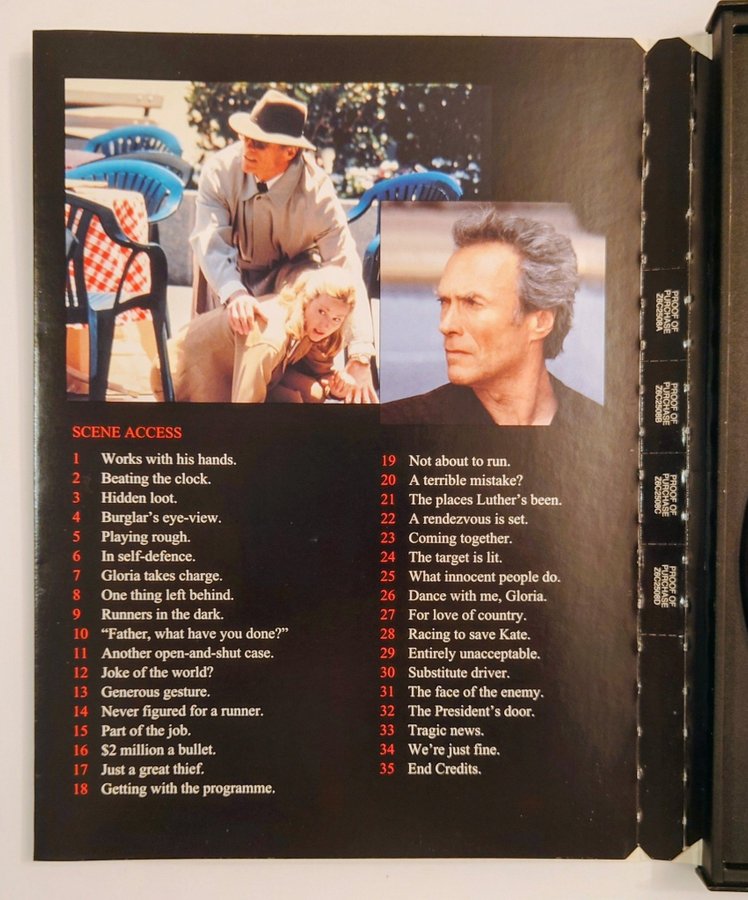 SCENE ACCESS
1 Works with his hands.
2 Beating the clock.
3 Hidden loot.
4 Burglar's eye-view.
5 Playing rough.
6 In self-defence.
7 Gloria takes charge.
8 One thing left behind.
9 Runners in the dark.
10 “Father, what have you done?”
11 Another open-and-shut case.
12 Joke of the world?
13 Generous gesture.
14 Never figured for a runner.
15 Part of the job.
16 $2 million a bullet.
17 Just a great thief.
18 Getting with the programme.
19 Not about to run.
20 A terrible mistake?
21 The places Luther's been.
22 A rendezvous is set.
23 Coming together.
24 The target is lit.
25 What innocent people do.
26 Dance with me, Gloria.
27 For love of country.
28 Racing to save Kate.
29 Entirely unacceptable.
30 Substitute driver.
31 The face of the enemy.
32 The President's door.
33 Tragic news.
34 We're just fine.
35 End Credits.
PROOF OF
PURCHASE
Z6C2508A
PROOF OF
PURCHASE
Z6C2508B
PROOF OF
PURCHASE
Z6C2508C
PROOF OF
PURCHASE
Z6C2508D